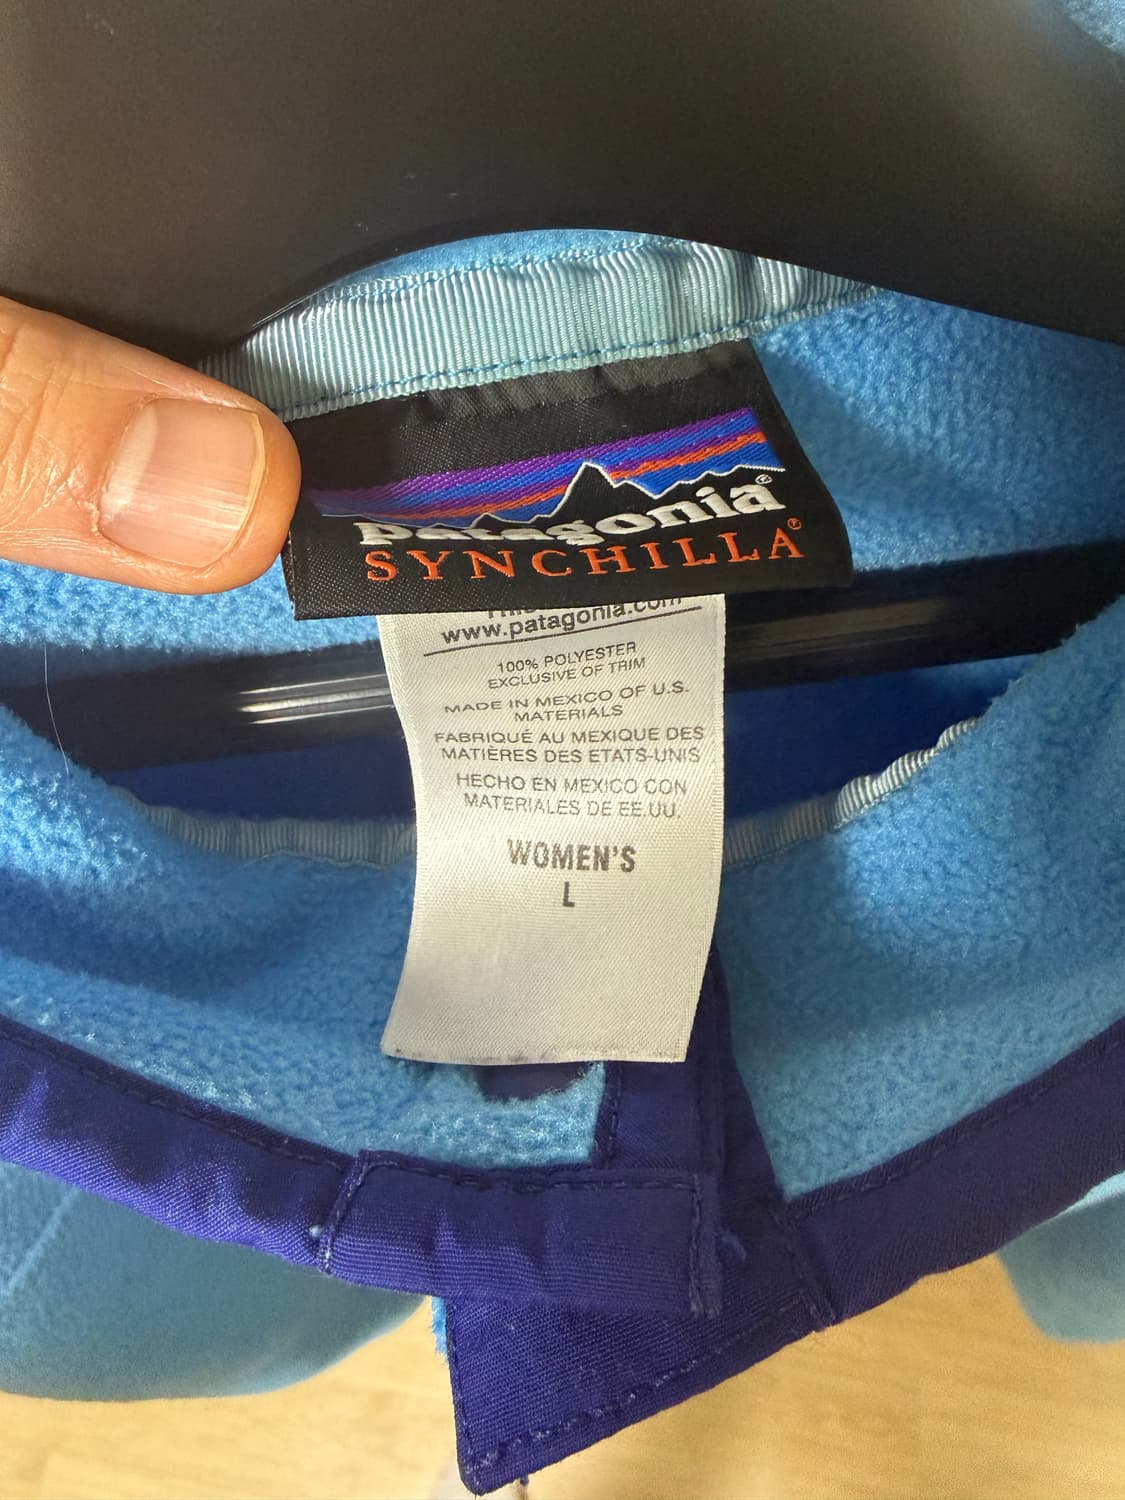 patagonia®
SYNCHILLA®
www.patagonia.com
100% POLYESTER
EXCLUSIVE OF TRIM
MADE IN MEXICO OF U.S.
MATERIALS
FABRIQUÉ AU MEXIQUE DES
MATIÈRES DES ETATS-UNIS
HECHO EN MEXICO CON
MATERIALES DE EE.UU.
WOMEN'S
L